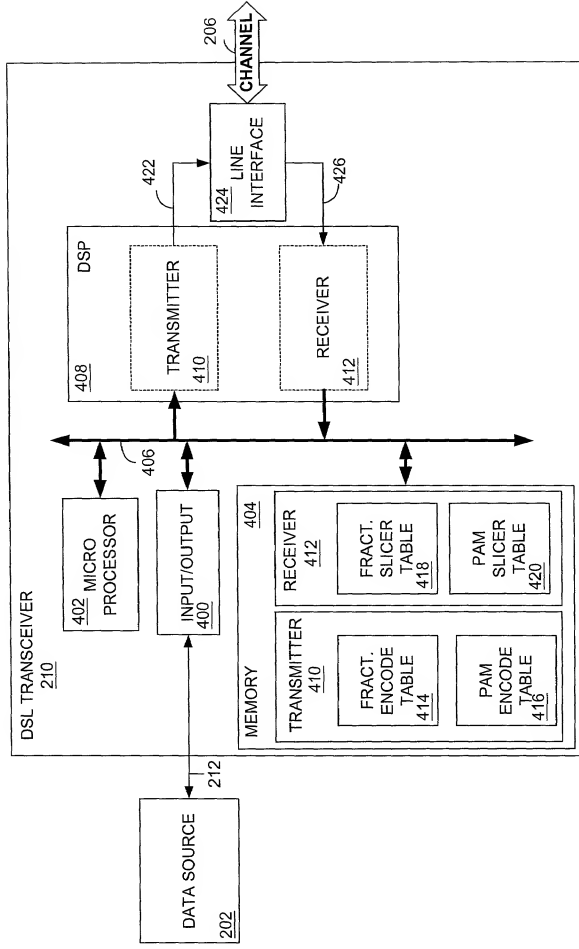 DSL TRANSCEIVER
210
402
MICRO
PROCESSOR
INPUT/OUTPUT
400
406
408
DSP
TRANSMITTER
410
RECEIVER
412
422
424
LINE
INTERFACE
426
206
CHANNEL
DATA SOURCE
202
212
MEMORY
404
TRANSMITTER
410
FRACT.
ENCODE
TABLE
414
PAM
ENCODE
TABLE
416
RECEIVER
412
FRACT.
SLICER
TABLE
418
PAM
SLICER
TABLE
420